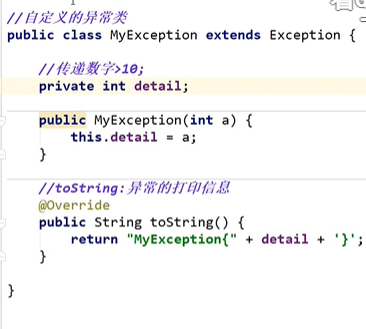 //自定义的异常类
public class MyException extends Exception {
//传递数字>10;
private int detail;
public MyException(int a) {
this.detail = a;
}
//toString:异常的打印信息
@Override
public String toString() {
return "MyException{" + detail + '}';
}
}